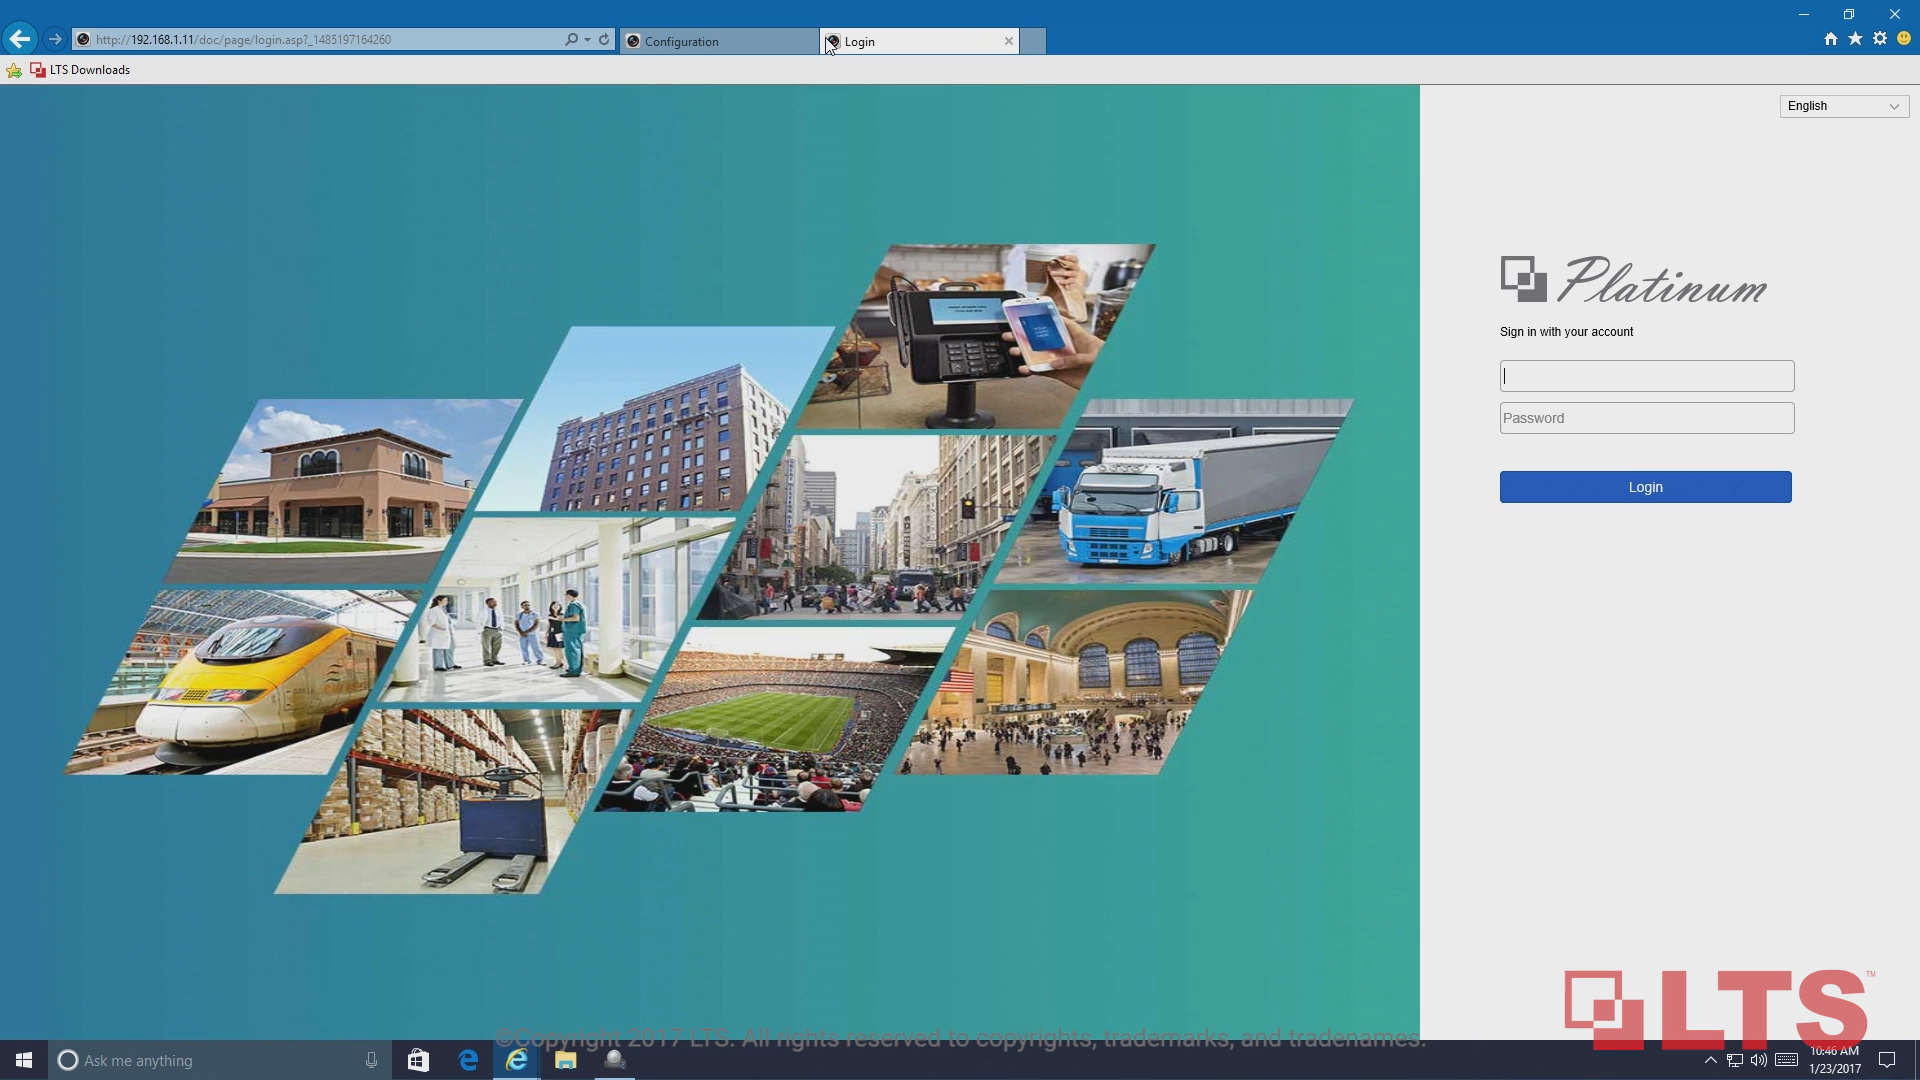 http://192.168.1.11/doc/page/login.asp?_1485197164260
Configuration
Login
LTS Downloads
English
Platinum
Sign in with your account
Password
Login
LTS™
©Copyright 2017 LTS. All rights reserved to copyrights, trademarks, and tradenames.
Ask me anything
10:46 AM
1/23/2017